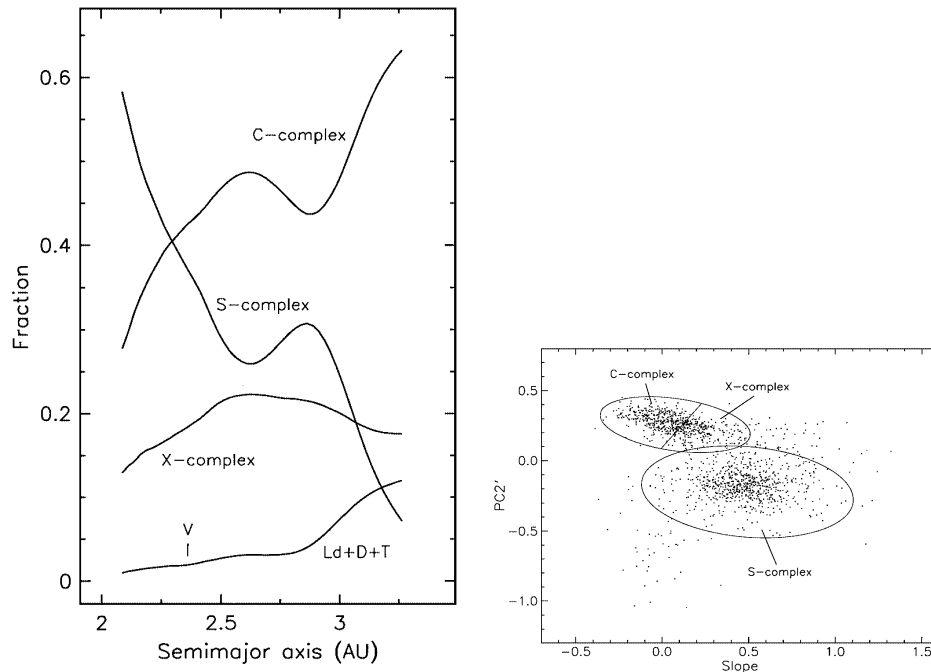 0.6
0.4
0.2
0
Fraction
C-complex
S-complex
X-complex
V
Ld+D+T
2
2.5
3
Semimajor axis (AU)
0.5
0.0
-0.5
-1.0
PC2'
C-complex
X-complex
S-complex
-0.5
0.0
0.5
1.0
1.5
Slope